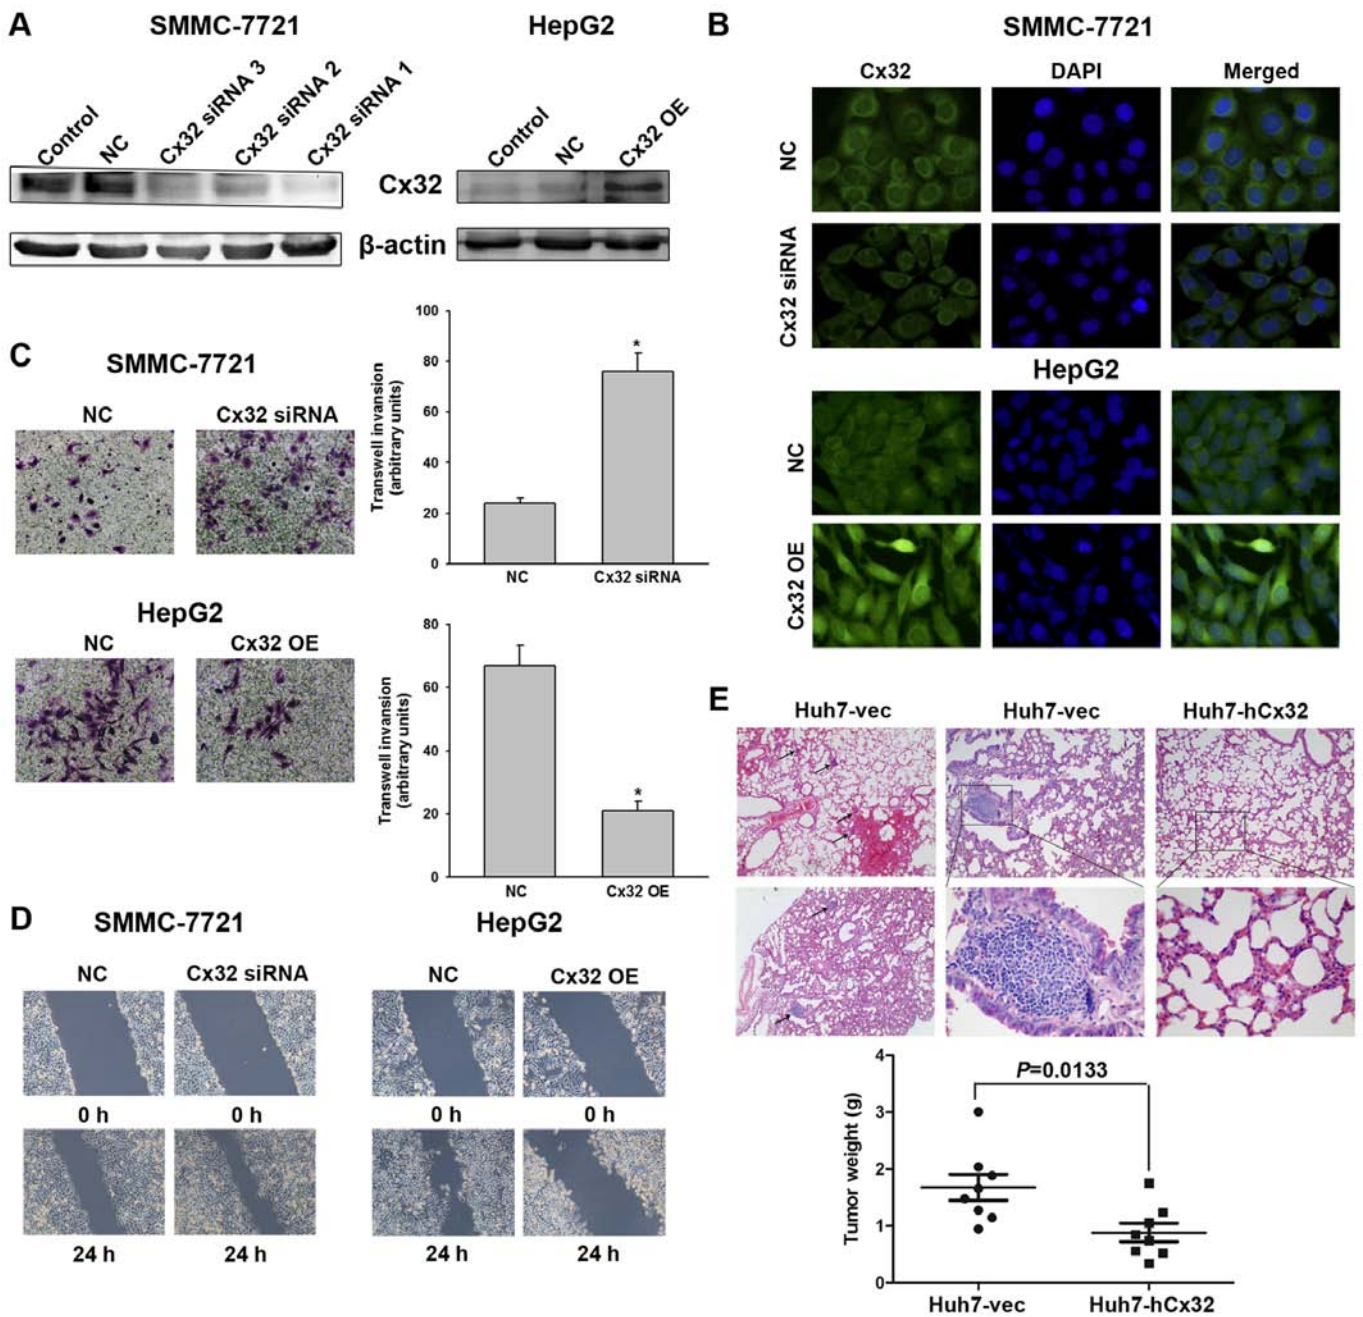 A
SMMC-7721
HepG2
Control
NC
Cx32 siRNA 3
Cx32 siRNA 2
Cx32 siRNA 1
Control
NC
Cx32 OE
Cx32
β-actin
B
SMMC-7721
Cx32
DAPI
Merged
NC
Cx32 siRNA
HepG2
NC
Cx32 OE
C
SMMC-7721
NC
Cx32 siRNA
Transwell invansion
(arbitrary units)
100
80
60
40
20
0
*
NC
Cx32 siRNA
HepG2
NC
Cx32 OE
Transwell invansion
(arbitrary units)
80
60
40
20
0
*
NC
Cx32 OE
D
SMMC-7721
HepG2
NC
Cx32 siRNA
NC
Cx32 OE
0 h
0 h
0 h
0 h
24 h
24 h
24 h
24 h
E
Huh7-vec
Huh7-vec
Huh7-hCx32
Tumor weight (g)
4
3
2
1
0
P=0.0133
Huh7-vec
Huh7-hCx32